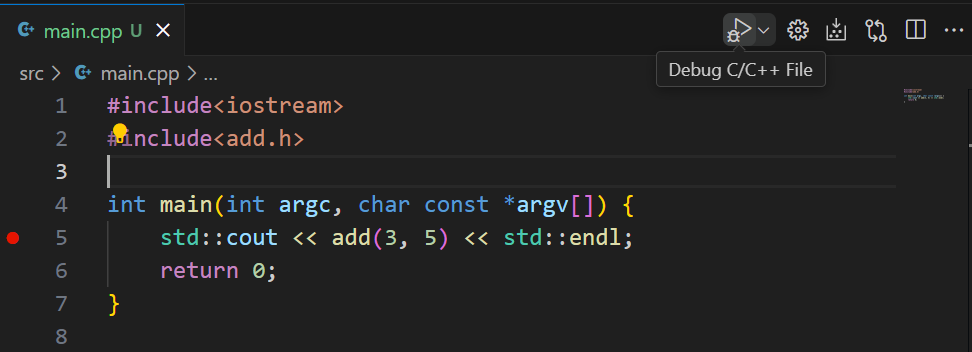 main.cpp U
Debug C/C++ File
src > main.cpp > ...
1 #include<iostream>
2 #include<add.h>
3
4 int main(int argc, char const *argv[]) {
5     std::cout << add(3, 5) << std::endl;
6     return 0;
7 }
8